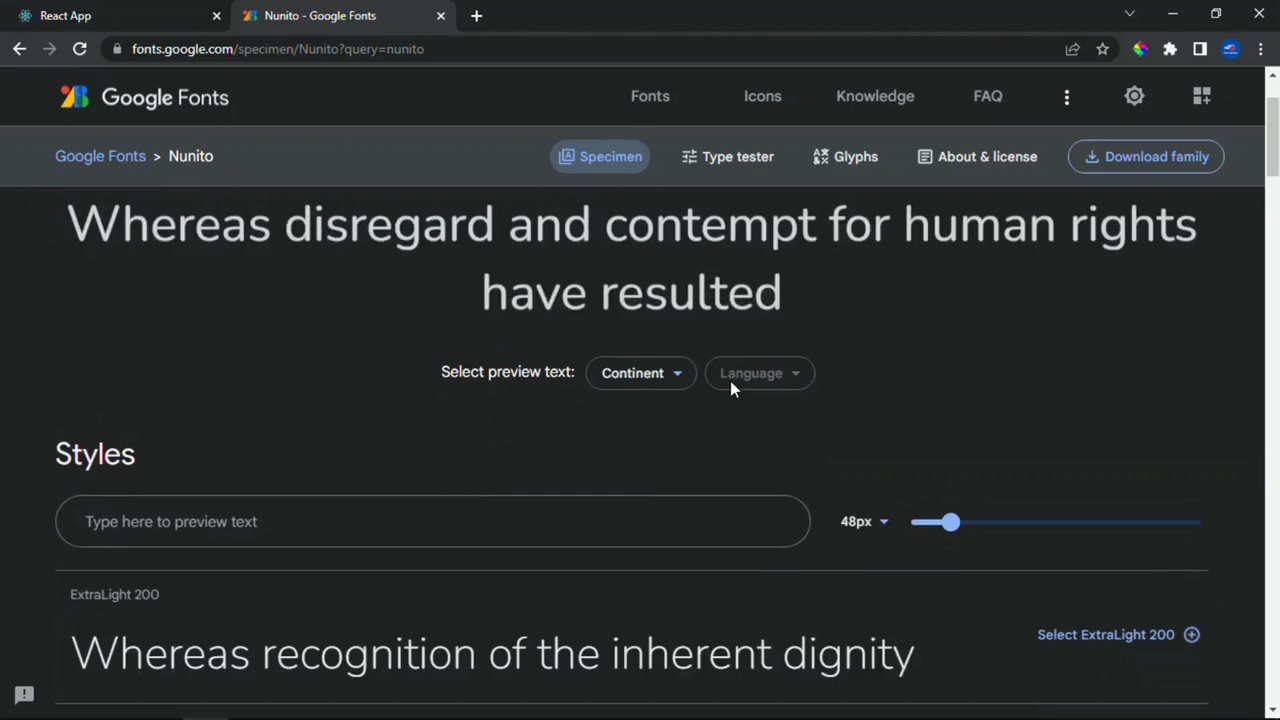 React App
Nunito - Google Fonts
fonts.google.com/specimen/Nunito?query=nunito
Google Fonts
Fonts
Icons
Knowledge
FAQ
Google Fonts > Nunito
Specimen
Type tester
Glyphs
About & license
Download family
Whereas disregard and contempt for human rights
have resulted
Select preview text:
Continent
Language
Styles
Type here to preview text
48px
ExtraLight 200
Whereas recognition of the inherent dignity
Select ExtraLight 200